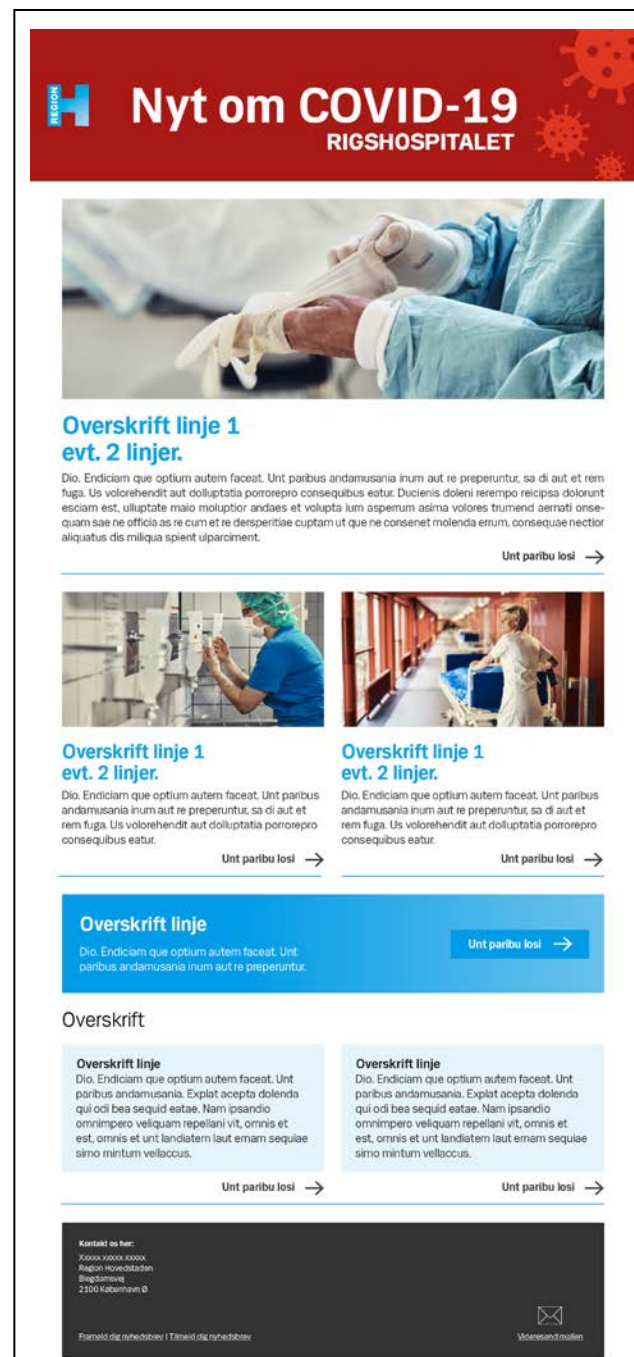 REGION
H
Nyt om COVID-19
RIGSHOSPITALET
Overskrift linje 1
evt. 2 linjer.
Dio. Endiciam que optium autem faceat. Unt paribus andamusania inum aut re preperuntur, sa di aut et rem
fuga. Us volorehendit aut dolluptatia porrorepro consequibus eatur. Ducienis doleni rerempo reicipsa dolorunt
esciam est, ulluptate maio moluptior andaes et volupta ium asperrum asima volores trumend aernati onse-
quam sae ne officia as re cum et re dersperitiae cuptam ut que ne consenet molenda errum, consequae nectior
aliquatus dis miliqua spient ulparciment.
Unt paribu losi
Overskrift linje 1
evt. 2 linjer.
Dio. Endiciam que optium autem faceat. Unt paribus
andamusania inum aut re preperuntur, sa di aut et
rem fuga. Us volorehendit aut dolluptatia porrorepro
consequibus eatur.
Unt paribu losi
Overskrift linje 1
evt. 2 linjer.
Dio. Endiciam que optium autem faceat. Unt paribus
andamusania inum aut re preperuntur, sa di aut et
rem fuga. Us volorehendit aut dolluptatia porrorepro
consequibus eatur.
Unt paribu losi
Overskrift linje
Dio. Endiciam que optium autem faceat. Unt
paribus andamusania inum aut re preperuntur.
Unt paribu losi
Overskrift
Overskrift linje
Dio. Endiciam que optium autem faceat. Unt
paribus andamusania. Explat acepta dolenda
qui odi bea sequid eatae. Nam ipsandio
omnimpero veliquam repellani vit, omnis et
est, omnis et unt landiatem laut ernam sequiae
simo mintum vellaccus.
Unt paribu losi
Overskrift linje
Dio. Endiciam que optium autem faceat. Unt
paribus andamusania. Explat acepta dolenda
qui odi bea sequid eatae. Nam ipsandio
omnimpero veliquam repellani vit, omnis et
est, omnis et unt landiatem laut ernam sequiae
simo mintum vellaccus.
Unt paribu losi
Kontakt os her:
Xxxxx xxxxx xxxxx
Region Hovedstaden
Blegdamsvej
2100 København Ø
Frameld dig nyhedsbrev | Tilmeld dig nyhedsbrev
Videresend mailen